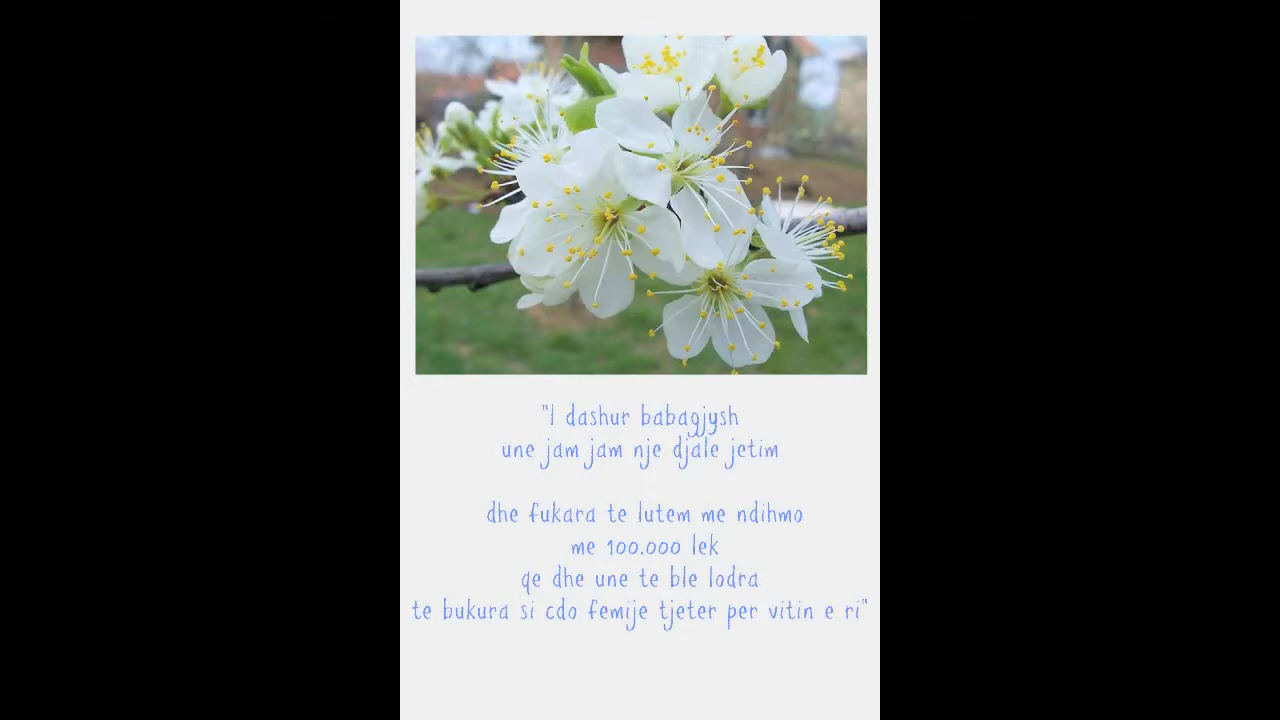 "I dashur babagjysh
une jam jam nje djale jetim
dhe fukara te lutem me ndihmo
me 100.000 lek
qe dhe une te ble lodra
te bukura si cdo femije tjeter per vitin e ri"